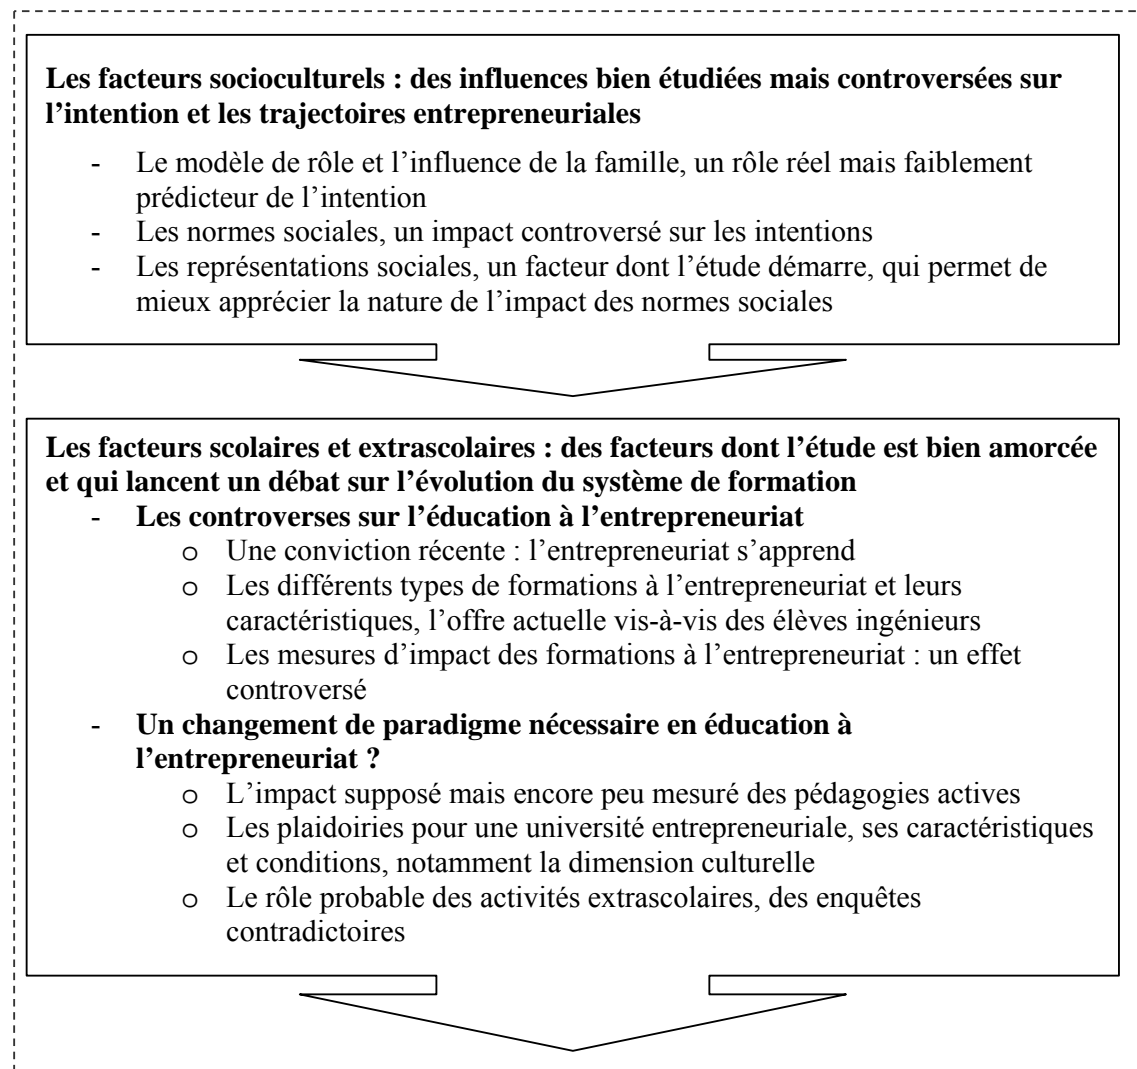 Les facteurs socioculturels : des influences bien étudiées mais controversées sur
l'intention et les trajectoires entrepreneuriales
- Le modèle de rôle et l'influence de la famille, un rôle réel mais faiblement
prédicteur de l'intention
- Les normes sociales, un impact controversé sur les intentions
- Les représentations sociales, un facteur dont l'étude démarre, qui permet de
mieux apprécier la nature de l'impact des normes sociales
Les facteurs scolaires et extrascolaires : des facteurs dont l'étude est bien amorcée
et qui lancent un débat sur l'évolution du système de formation
- Les controverses sur l'éducation à l'entrepreneuriat
o Une conviction récente : l'entrepreneuriat s'apprend
o Les différents types de formations à l'entrepreneuriat et leurs
caractéristiques, l'offre actuelle vis-à-vis des élèves ingénieurs
o Les mesures d'impact des formations à l'entrepreneuriat : un effet
controversé
- Un changement de paradigme nécessaire en éducation à
l'entrepreneuriat ?
o L'impact supposé mais encore peu mesuré des pédagogies actives
o Les plaidoiries pour une université entrepreneuriale, ses caractéristiques
et conditions, notamment la dimension culturelle
o Le rôle probable des activités extrascolaires, des enquêtes
contradictoires